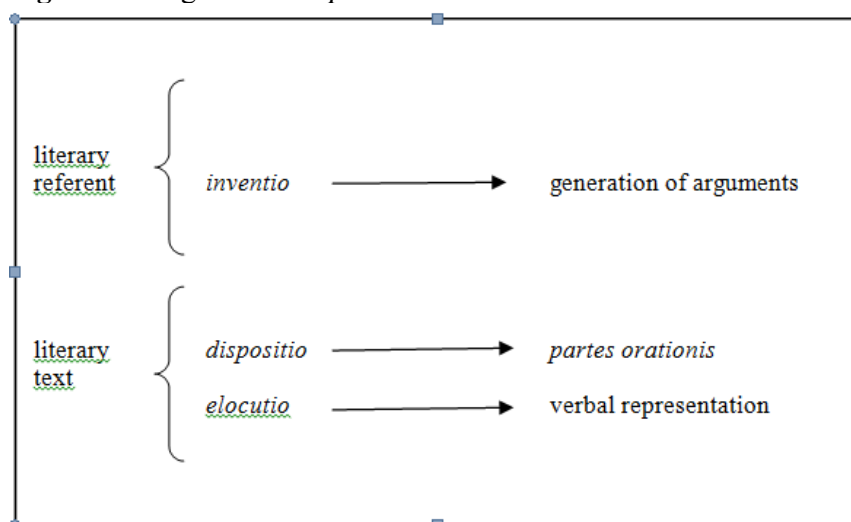 literary
referent
inventio
generation of arguments
literary
text
dispositio
partes orationis
elocutio
verbal representation